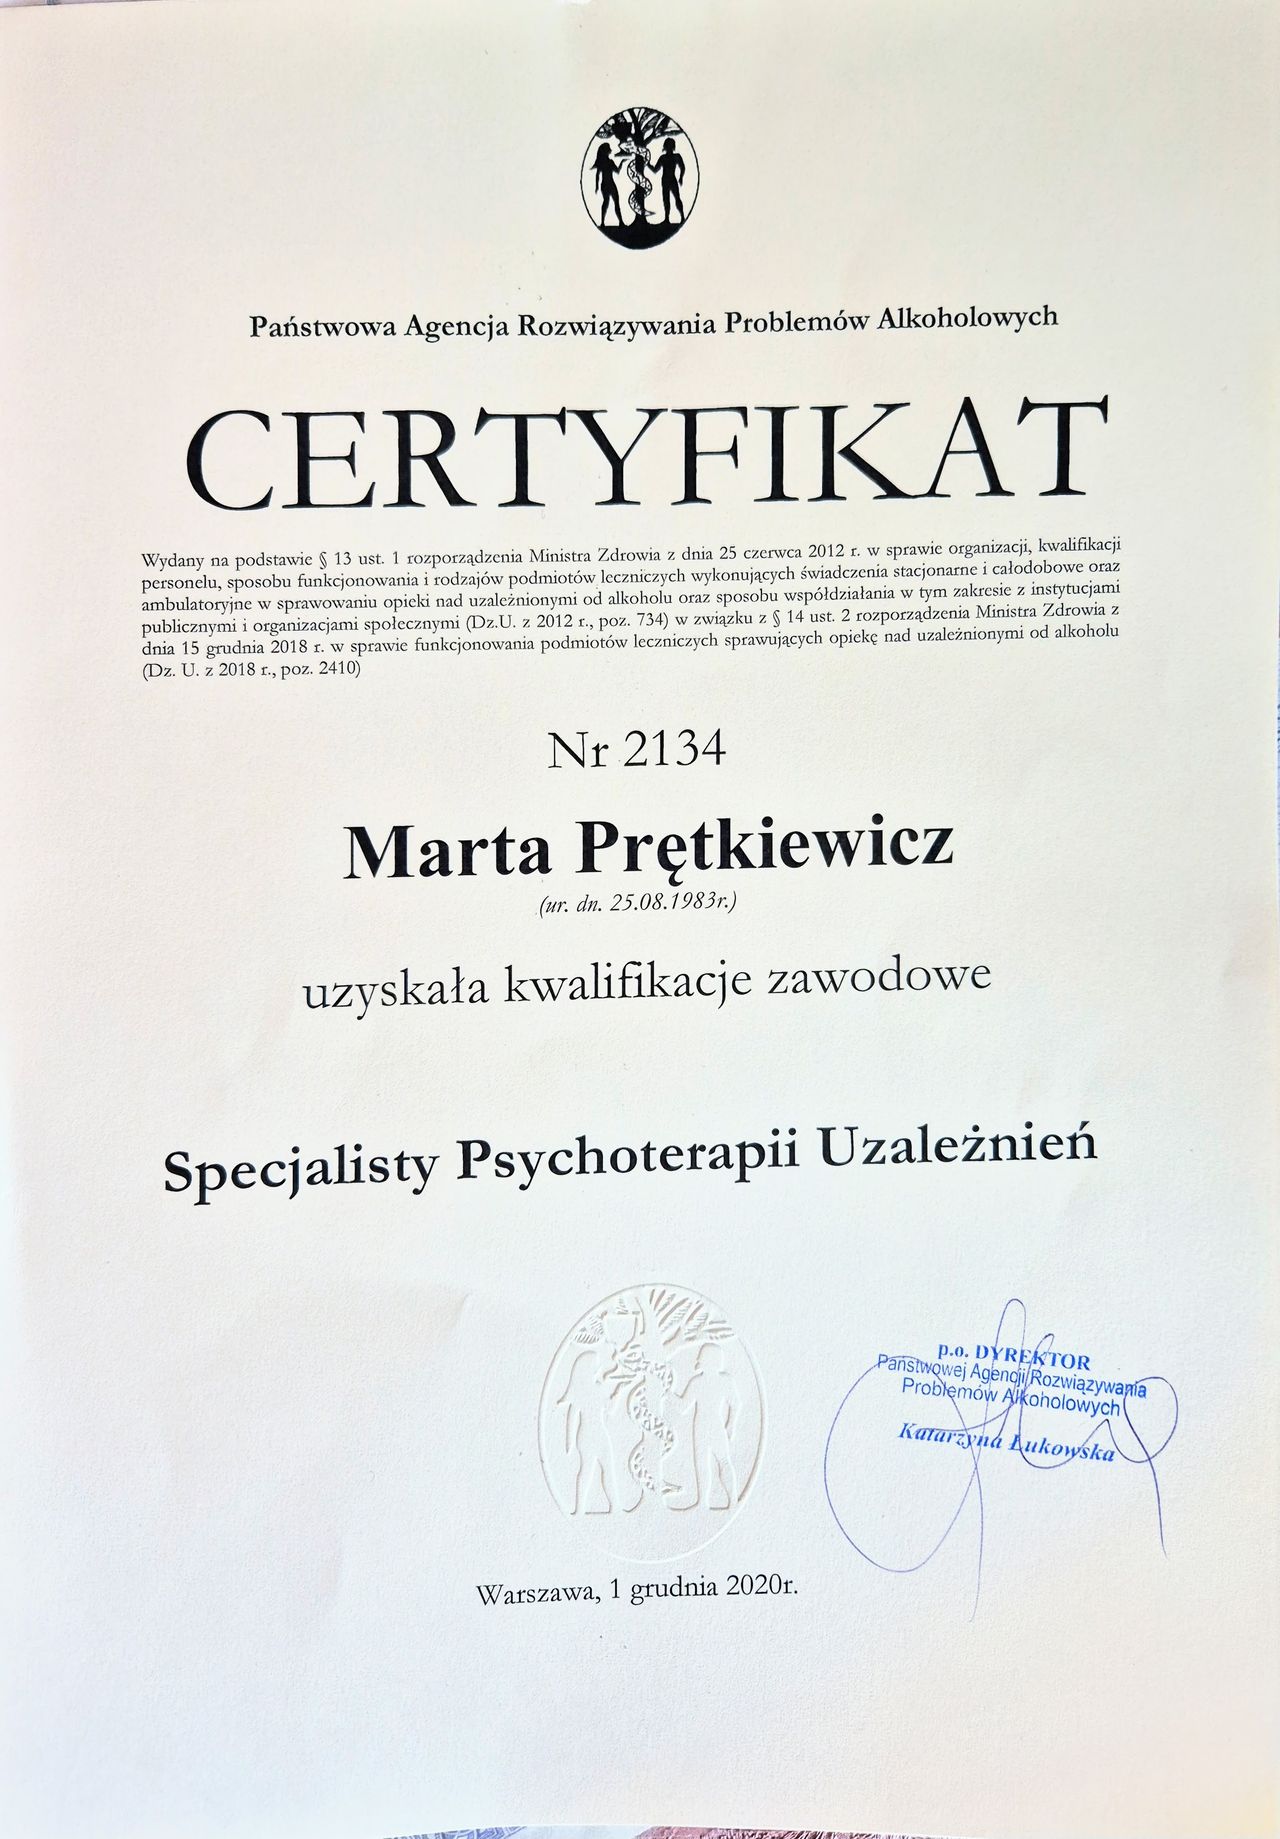 Państwowa Agencja Rozwiązywania Problemów Alkoholowych
CERTYFIKAT
Wydany na podstawie § 13 ust. 1 rozporządzenia Ministra Zdrowia z dnia 25 czerwca 2012 r. w sprawie organizacji, kwalifikacji
personelu, sposobu funkcjonowania i rodzajów podmiotów leczniczych wykonujących świadczenia stacjonarne i całodobowe oraz
ambulatoryjne w sprawowaniu opieki nad uzależnionymi od alkoholu oraz sposobu współdziałania w tym zakresie z instytucjami
publicznymi i organizacjami społecznymi (Dz.U. z 2012 r., poz. 734) w związku z § 14 ust. 2 rozporządzenia Ministra Zdrowia z
dnia 15 grudnia 2018 r. w sprawie funkcjonowania podmiotów leczniczych sprawujących opiekę nad uzależnionymi od alkoholu
(Dz. U. z 2018 r., poz. 2410)
Nr 2134
Marta Prętkiewicz
(ur. dn. 25.08.1983r.)
uzyskała kwalifikacje zawodowe
Specjalisty Psychoterapii Uzależnień
p.o. DYREKTOR
Państwowej Agencji Rozwiązywania
Problemów Alkoholowych
Katarzyna Łukowska
Warszawa, 1 grudnia 2020r.